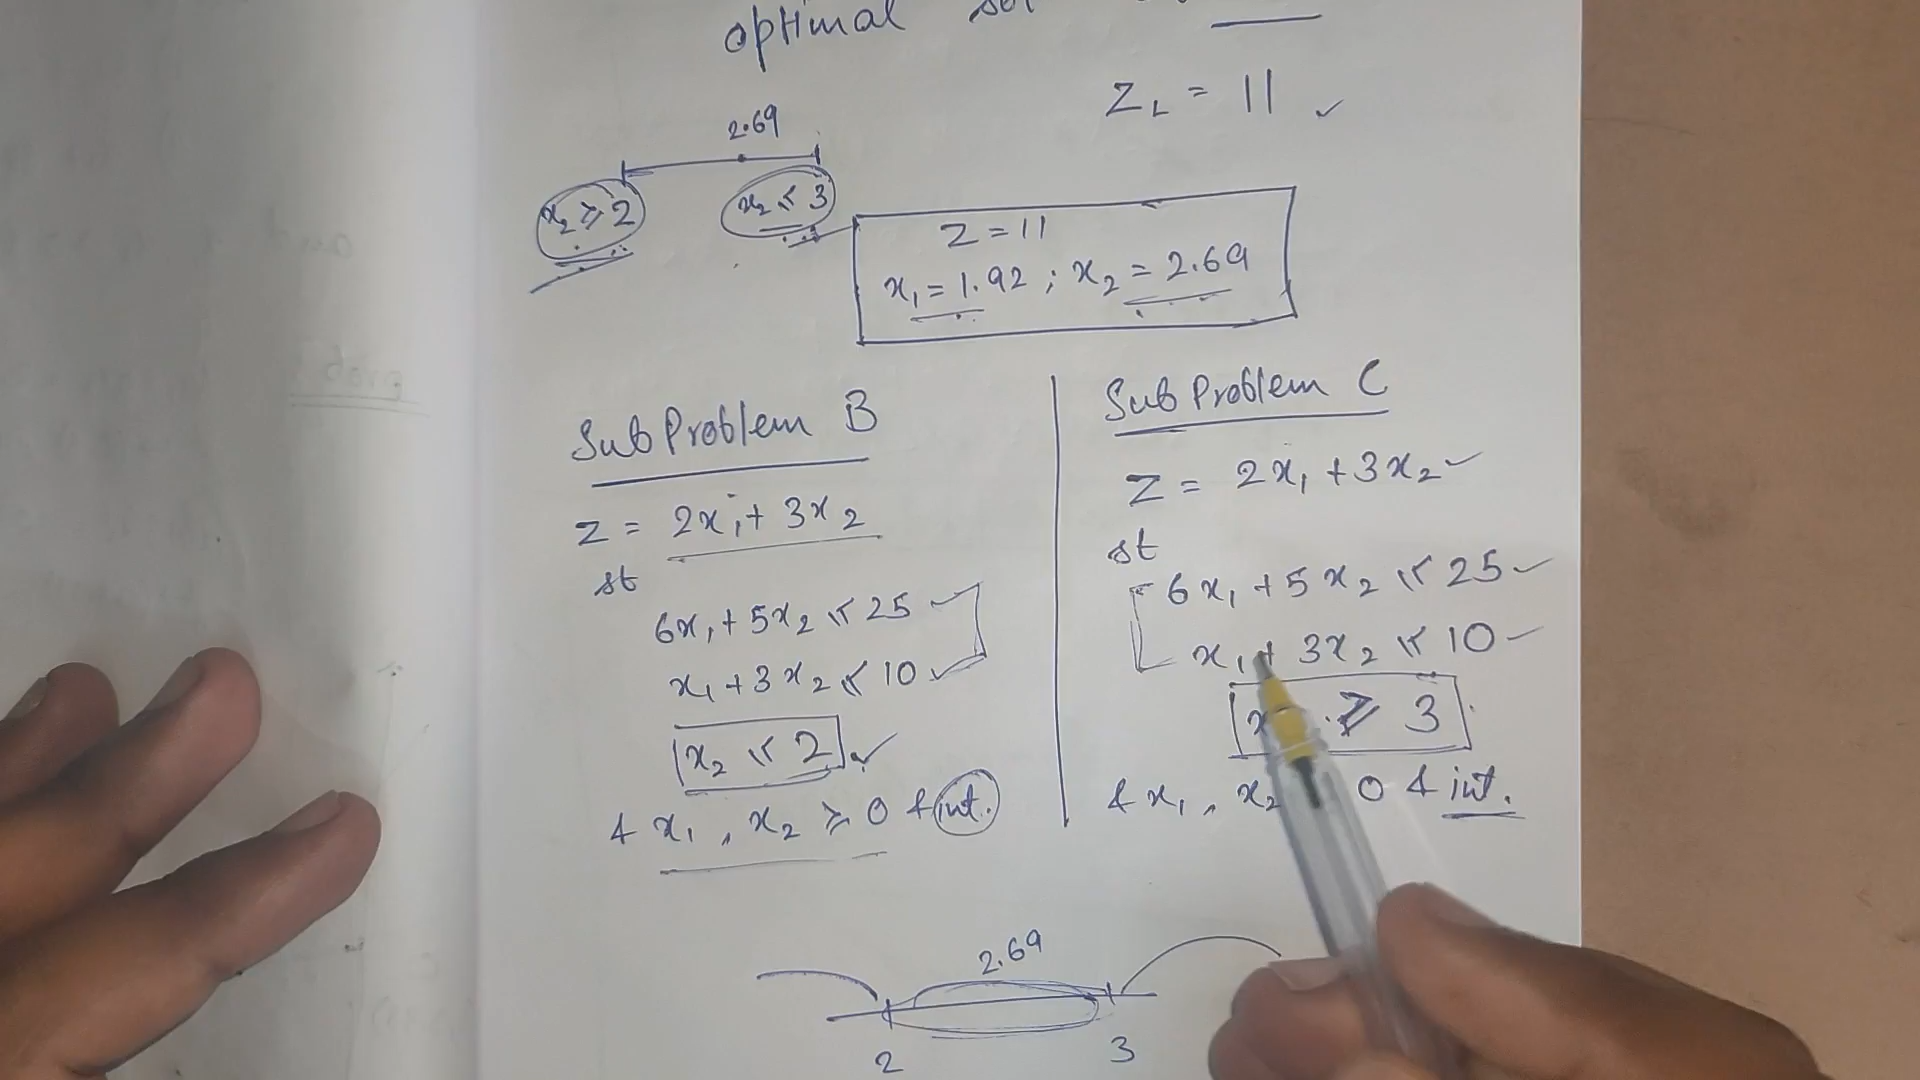 optimal
Z_L = 11 ✓
2.69
x₂ ≥ 2
x₂ ≤ 3
Z = 11
x₁ = 1.92 ; x₂ = 2.69
Sub Problem B
Z = 2x₁ + 3x₂
st
6x₁ + 5x₂ ≤ 25
x₁ + 3x₂ ≤ 10 ✓
x₂ ≤ 2 ✓
& x₁, x₂ ≥ 0 & int.
Sub Problem C
Z = 2x₁ + 3x₂ ✓
st
6x₁ + 5x₂ ≤ 25 ✓
x₁ + 3x₂ ≤ 10
x ≥ 3
& x₁, x₂ 0 & int.
2.69
2 3